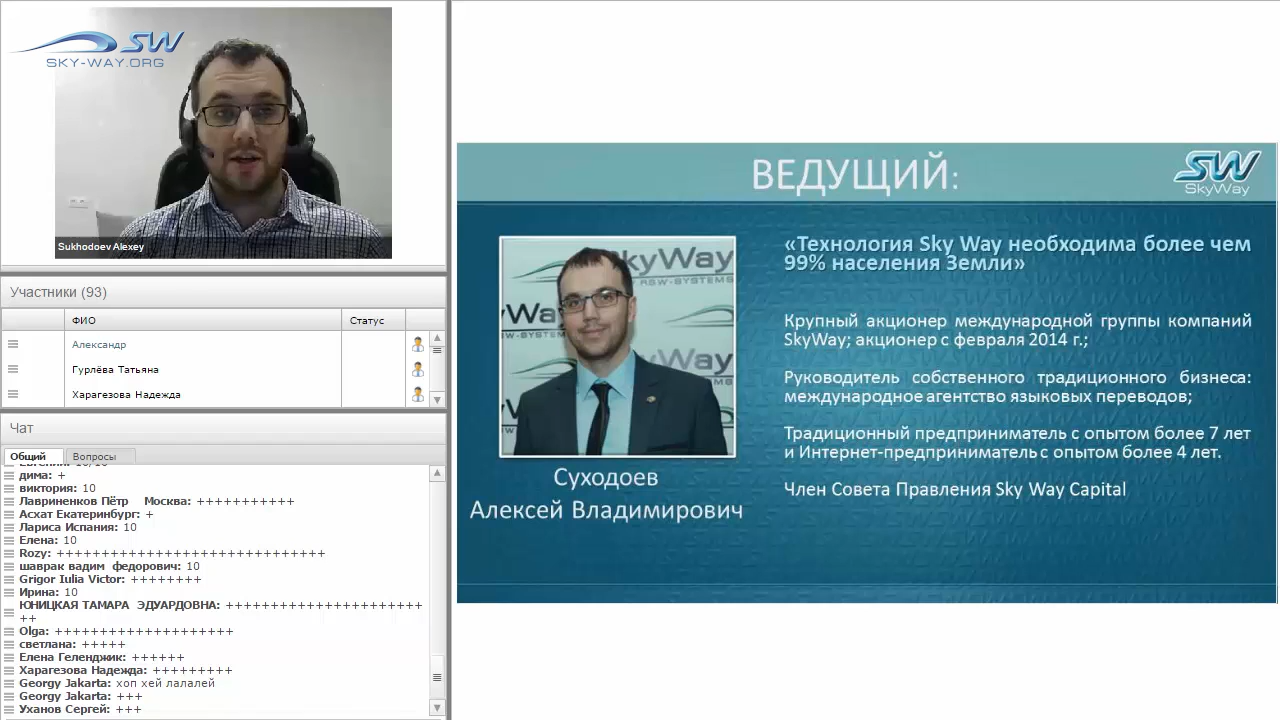 SW
SKY-WAY.ORG
Sukhodoev Alexey
Участники (93)
ФИО
Статус
Александр
Гурлёва Татьяна
Харагезова Надежда
Чат
Общий
Вопросы
дима: +
виктория: 10
Лавриненков Пётр Москва: +++++++++++
Асхат Екатеринбург: +
Лариса Испания: 10
Елена: 10
Rozy: ++++++++++++++++++++++++++++++
шаврак вадим федорович: 10
Grigor Iulia Victor: ++++++++
Ирина: 10
ЮНИЦКАЯ ТАМАРА ЭДУАРДОВНА: ++++++++++++++++++++++
++
Olga: ++++++++++++++++++++
светлана: +++++
Елена Геленджик: ++++++
Харагезова Надежда: +++++++++
Georgy Jakarta: хоп хей лалалей
Georgy Jakarta: +++
Уханов Сергей: +++
ВЕДУЩИЙ:
SW
SkyWay
SkyWay
RSW-SYSTEMS
Суходоев
Алексей Владимирович
«Технология Sky Way необходима более чем
99% населения Земли»
Крупный акционер международной группы компаний
SkyWay; акционер с февраля 2014 г.;
Руководитель собственного традиционного бизнеса:
международное агентство языковых переводов;
Традиционный предприниматель с опытом более 7 лет
и Интернет-предприниматель с опытом более 4 лет.
Член Совета Правления Sky Way Capital